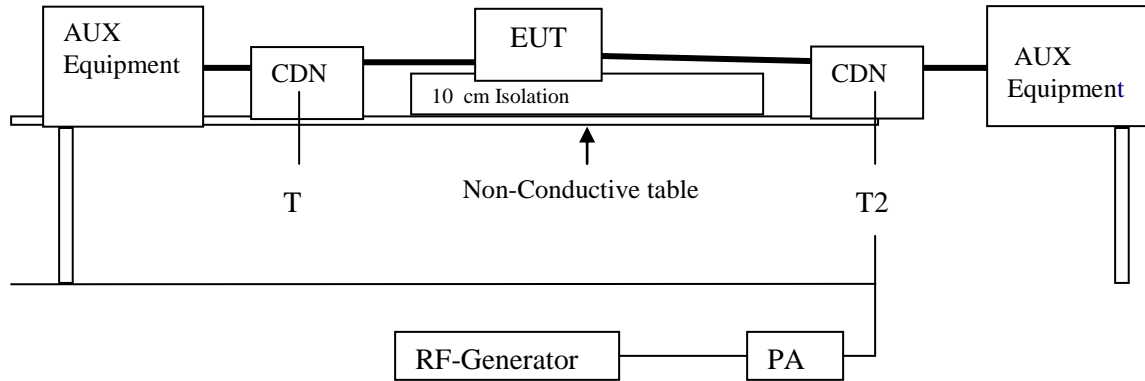 AUX
Equipment
CDN
EUT
10 cm Isolation
CDN
AUX
Equipment
Non-Conductive table
T
T2
RF-Generator
PA